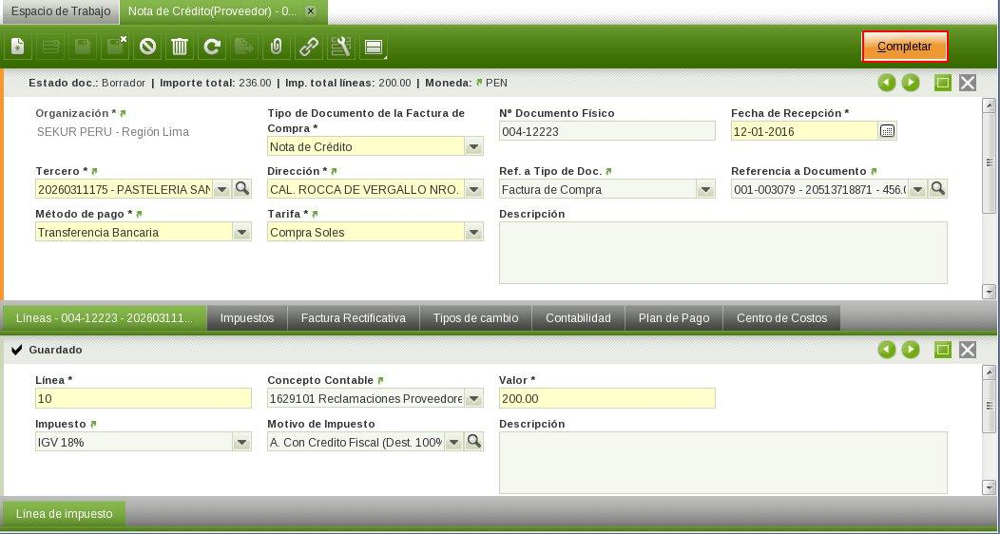 Espacio de Trabajo Nota de Crédito(Proveedor) - 0...
Completar
Estado doc.: Borrador | Importe total: 236.00 | Imp. total líneas: 200.00 | Moneda: PEN
Organización *
SEKUR PERU - Región Lima
Tipo de Documento de la Factura de
Compra *
Nota de Crédito
Nº Documento Físico
004-12223
Fecha de Recepción *
12-01-2016
Tercero *
20260311175 - PASTELERIA SAN
Dirección *
CAL. ROCCA DE VERGALLO NRO.
Ref. a Tipo de Doc.
Factura de Compra
Referencia a Documento
001-003079 - 20513718871 - 456.0
Método de pago *
Transferencia Bancaria
Tarifa *
Compra Soles
Descripción
Líneas - 004-12223 - 202603111... Impuestos Factura Rectificativa Tipos de cambio Contabilidad Plan de Pago Centro de Costos
Guardado
Línea *
10
Concepto Contable
1629101 Reclamaciones Proveedore
Valor *
200.00
Impuesto
IGV 18%
Motivo de Impuesto
A. Con Credito Fiscal (Dest. 100%
Descripción
Línea de impuesto